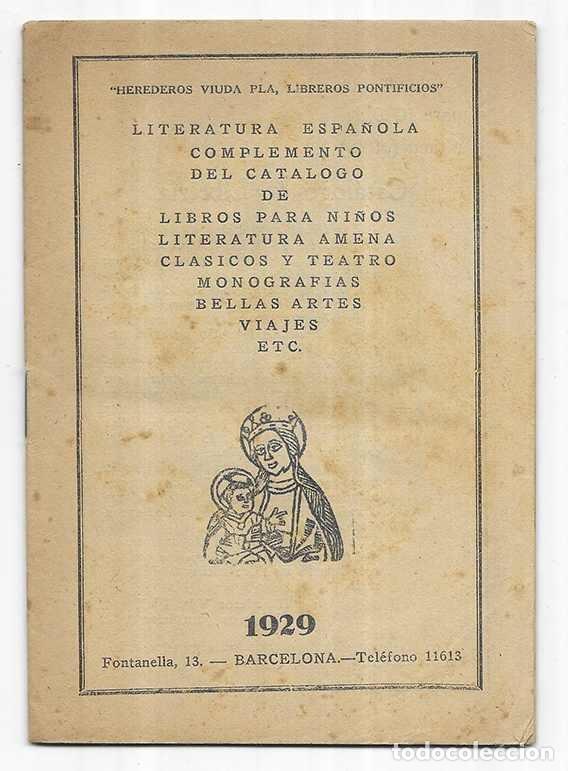 "HEREDEROS VIUDA PLA, LIBREROS PONTIFICIOS"
LITERATURA ESPAÑOLA
COMPLEMENTO
DEL CATALOGO
DE
LIBROS PARA NIÑOS
LITERATURA AMENA
CLASICOS Y TEATRO
MONOGRAFIAS
BELLAS ARTES
VIAJES
ETC.
1929
Fontanella, 13. — BARCELONA.—Teléfono 11613
todocoleccion